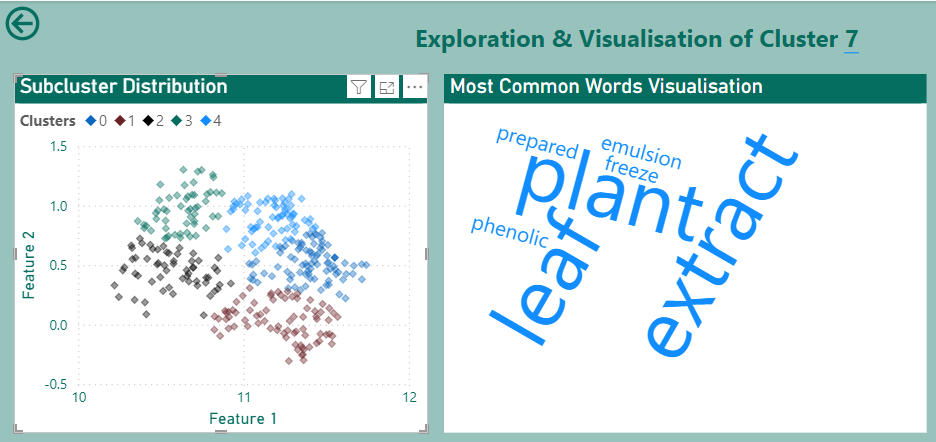 Exploration & Visualisation of Cluster 7
Subcluster Distribution
Clusters 0 1 2 3 4
1.5
1.0
0.5
0.0
-0.5
Feature 2
10 11 12
Feature 1
Most Common Words Visualisation
prepared
emulsion
freeze
plant
phenolic
leaf
extract